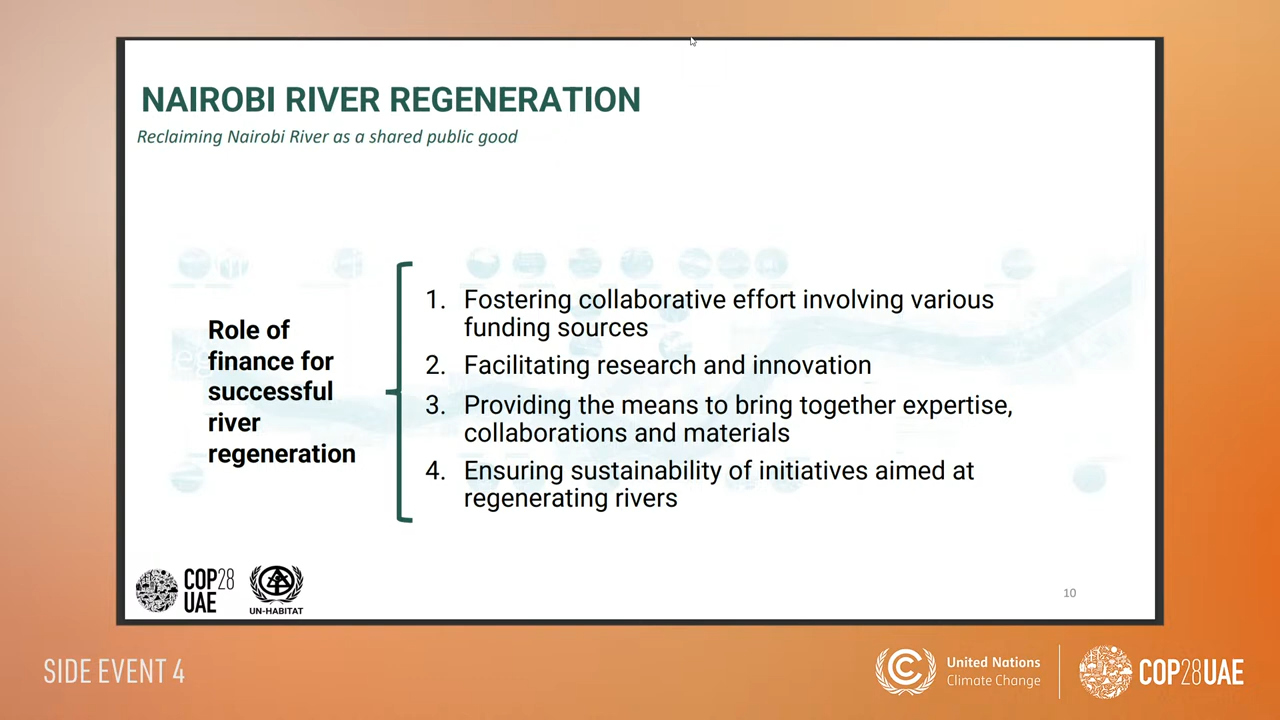 NAIROBI RIVER REGENERATION
Reclaiming Nairobi River as a shared public good
Role of
finance for
successful
river
regeneration
1. Fostering collaborative effort involving various
funding sources
2. Facilitating research and innovation
3. Providing the means to bring together expertise,
collaborations and materials
4. Ensuring sustainability of initiatives aimed at
regenerating rivers
COP28
UAE
UN-HABITAT
10
SIDE EVENT 4
United Nations
Climate Change
COP28UAE